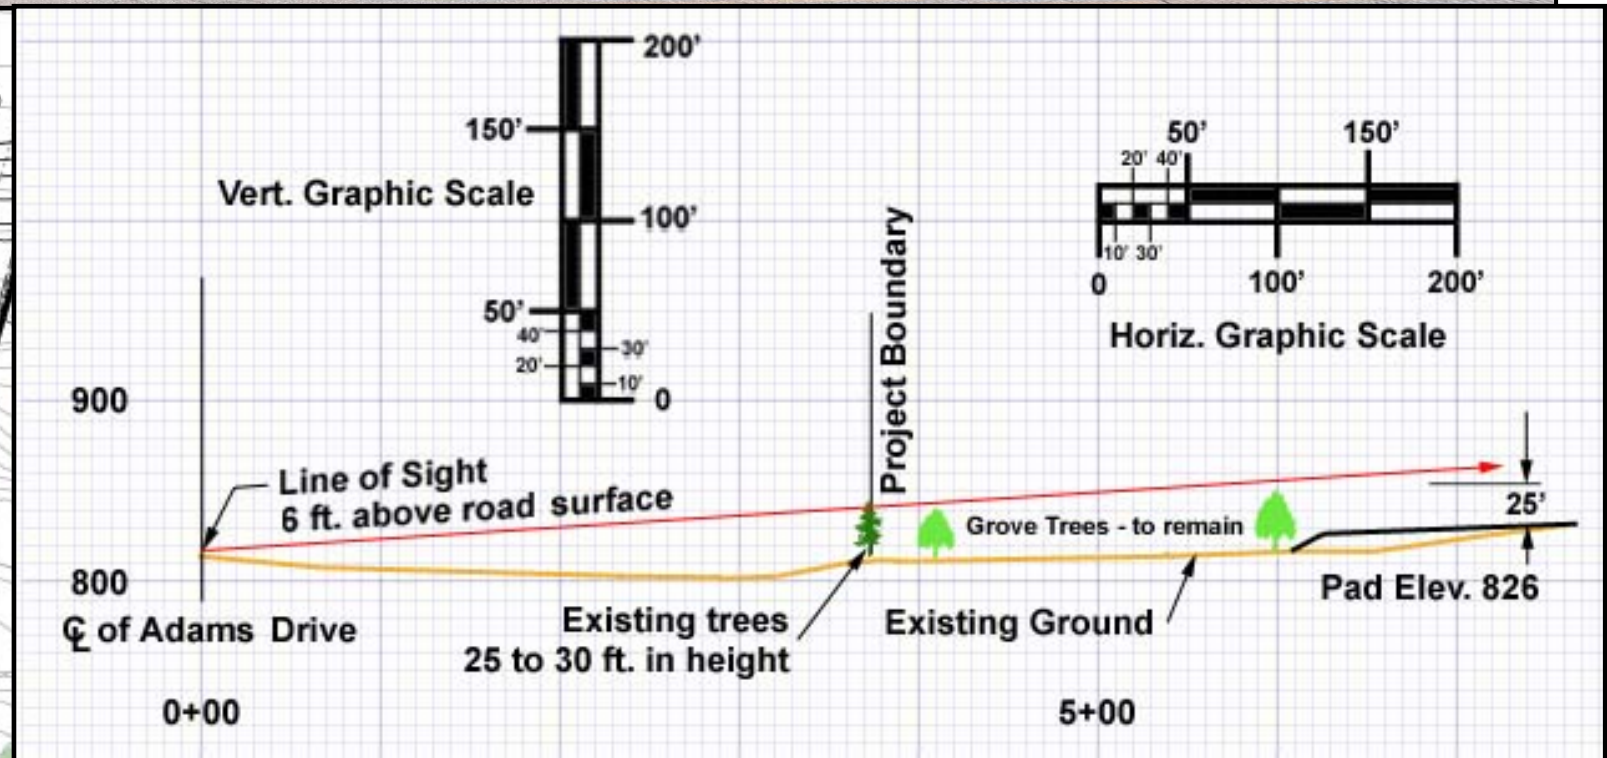 200’
150’
Vert. Graphic Scale
100’
50’
40’
30’
20’
10’
0
Project Boundary
50’
150’
20’ 40’
10’ 30’
0
100’
200’
Horiz. Graphic Scale
900
Line of Sight
6 ft. above road surface
25’
Grove Trees - to remain
800
Pad Elev. 826
℄ of Adams Drive
Existing trees
25 to 30 ft. in height
Existing Ground
0+00
5+00